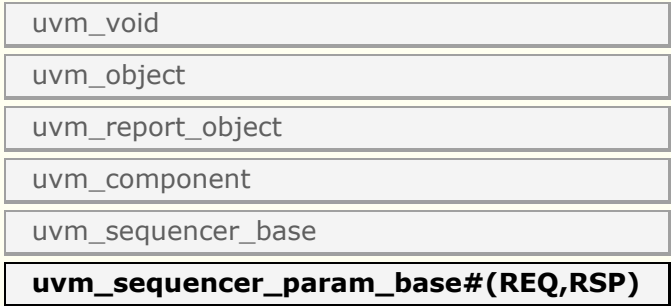 uvm_void
uvm_object
uvm_report_object
uvm_component
uvm_sequencer_base
uvm_sequencer_param_base#(REQ,RSP)